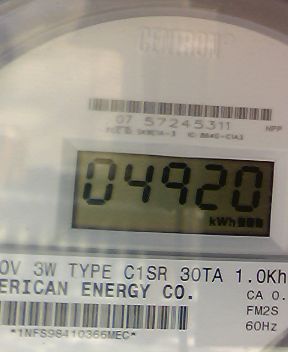 CENTRON
07 57245311
NPP
04920
kWh
0V 3W TYPE C1SR 30TA 1.0Kh
ERICAN ENERGY CO.
CA 0.
FM2S
60Hz
*1NFS98410366MEC*